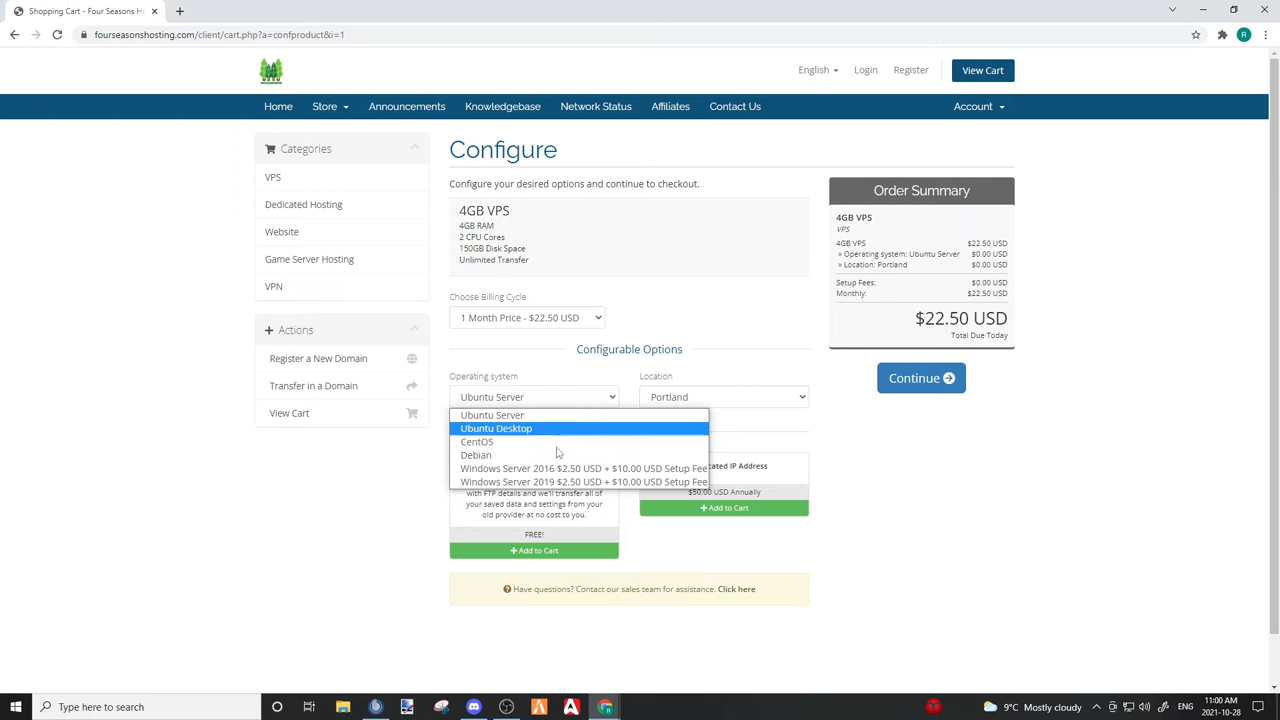 Shopping Cart - Four Seasons H
fourseasonshosting.com/client/cart.php?a=confproduct&i=1
R
English
Login
Register
View Cart
Home
Store
Announcements
Knowledgebase
Network Status
Affiliates
Contact Us
Account
Categories
VPS
Dedicated Hosting
Website
Game Server Hosting
VPN
Actions
Register a New Domain
Transfer in a Domain
View Cart
Configure
Configure your desired options and continue to checkout.
4GB VPS
4GB RAM
2 CPU Cores
150GB Disk Space
Unlimited Transfer
Choose Billing Cycle
1 Month Price - $22.50 USD
Configurable Options
Operating system
Location
Ubuntu Server
Portland
Ubuntu Server
Ubuntu Desktop
CentOS
Debian
Windows Server 2016 $2.50 USD + $10.00 USD Setup Fee
Windows Server 2019 $2.50 USD + $10.00 USD Setup Fee
with FTP details and we'll transfer all of
your saved data and settings from your
old provider at no cost to you.
FREE!
Add to Cart
IP Address
$50.00 USD Annually
Add to Cart
Have questions? Contact our sales team for assistance. Click here
Order Summary
4GB VPS
VPS
4GB VPS $22.50 USD
» Operating system: Ubuntu Server $0.00 USD
» Location: Portland $0.00 USD
Setup Fees: $0.00 USD
Monthly: $22.50 USD
$22.50 USD
Total Due Today
Continue
Type here to search
9°C Mostly cloudy
ENG
11:00 AM
2021-10-28